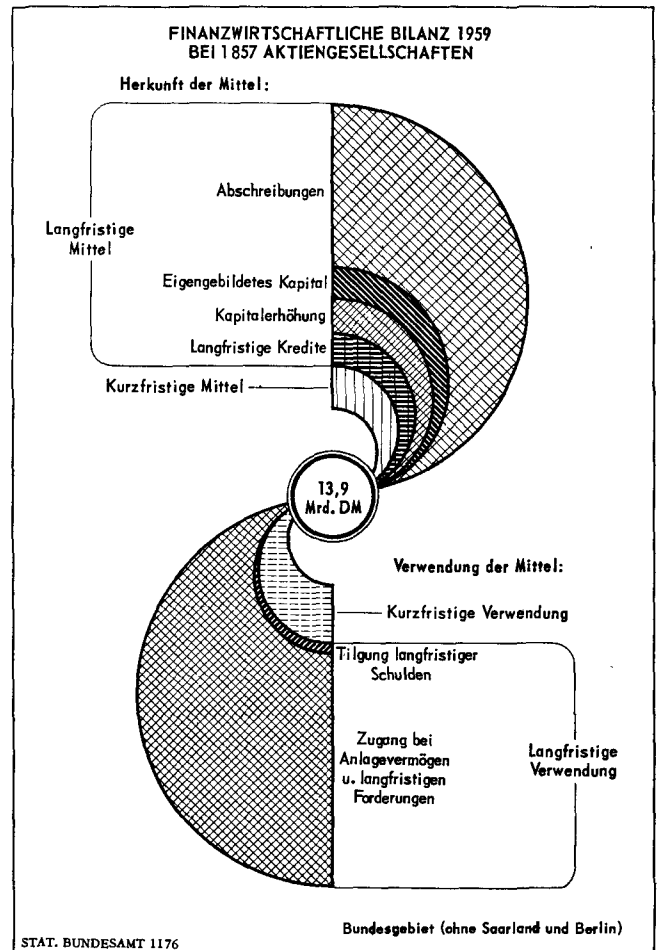 FINANZWIRTSCHAFTLICHE BILANZ 1959
BEI 1857 AKTIENGESELLSCHAFTEN
Herkunft der Mittel:
Abschreibungen
Langfristige
Mittel
Eigengebildetes Kapital
Kapitalerhöhung
Langfristige Kredite
Kurzfristige Mittel
13,9
Mrd. DM
Verwendung der Mittel:
Kurzfristige Verwendung
Tilgung langfristiger
Schulden
Zugang bei
Anlagevermögen
u. langfristigen
Forderungen
Langfristige
Verwendung
Bundesgebiet (ohne Saarland und Berlin)
STAT. BUNDESAMT 1176